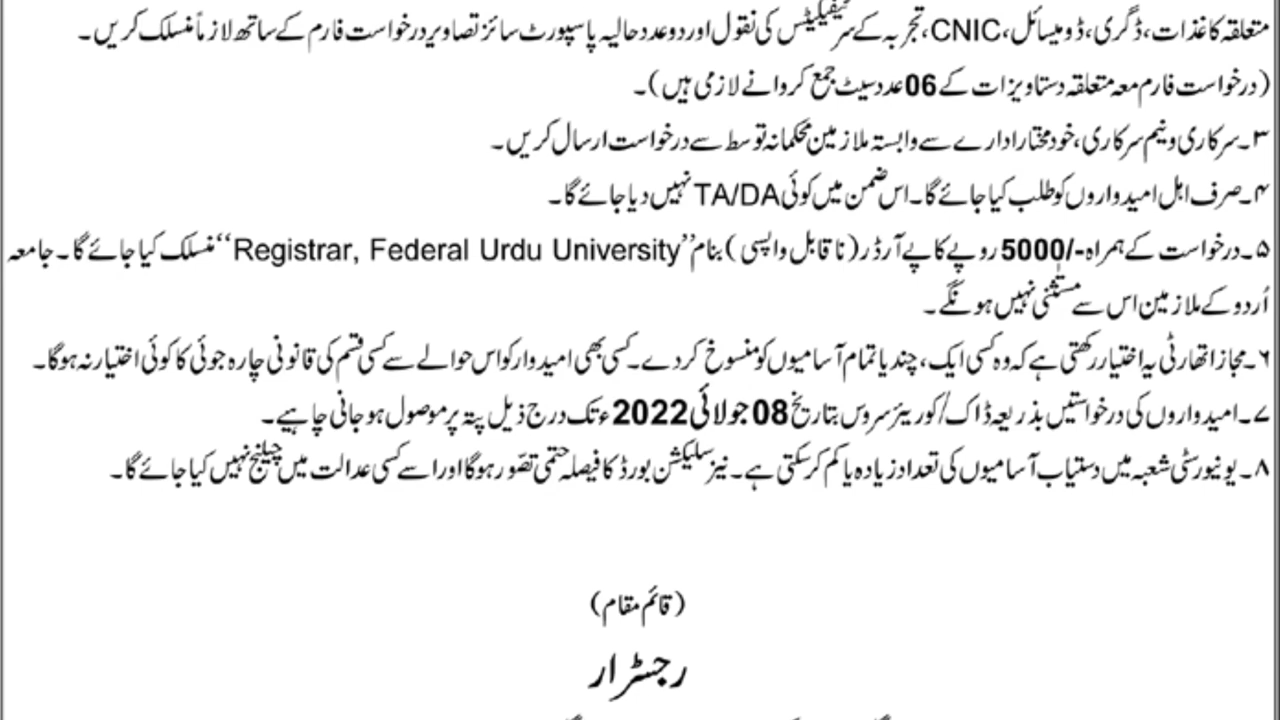 متعلقہ کاغذات، ڈگری، ڈومیسائل، CNIC، تجربہ کے سرٹیفیکیٹس کی نقول اور دو عدد حالیہ پاسپورٹ سائز تصاویر درخواست فارم کے ساتھ لازماً منسلک کریں۔
(درخواست فارم معہ متعلقہ دستاویزات کے 06 عدد سیٹ جمع کروانے لازمی ہیں)۔
۳۔سرکاری و نیم سرکاری، خودمختار ادارے سے وابستہ ملازمین محکمانہ توسط سے درخواست ارسال کریں۔
۴۔صرف اہل امیدواروں کو طلب کیا جائے گا۔ اس ضمن میں کوئی TA/DA نہیں دیا جائے گا۔
۵۔درخواست کے ہمراہ -/5000 روپے کا پے آرڈر (ناقابل واپسی) بنام ”Registrar, Federal Urdu University“ منسلک کیا جائے گا۔ جامعہ
اُردو کے ملازمین اس سے مستثنیٰ نہیں ہونگے۔
۶۔مجاز اتھارٹی یہ اختیار رکھتی ہے کہ وہ کسی ایک، چند یا تمام آسامیوں کو منسوخ کردے۔ کسی بھی امیدوار کو اس حوالے سے کسی قسم کی قانونی چارہ جوئی کا کوئی اختیار نہ ہوگا۔
۷۔امیدواروں کی درخواستیں بذریعہ ڈاک/کوریئر سروس بتاریخ 08 جولائی 2022ء تک درج ذیل پتہ پر موصول ہو جانی چاہیے۔
۸۔یونیورسٹی شعبہ میں دستیاب آسامیوں کی تعداد زیادہ یا کم کرسکتی ہے۔ نیز سلیکشن بورڈ کا فیصلہ حتمی تصّور ہوگا اور اسے کسی عدالت میں چیلنج نہیں کیا جائے گا۔
(قائم مقام)
رجسٹرار